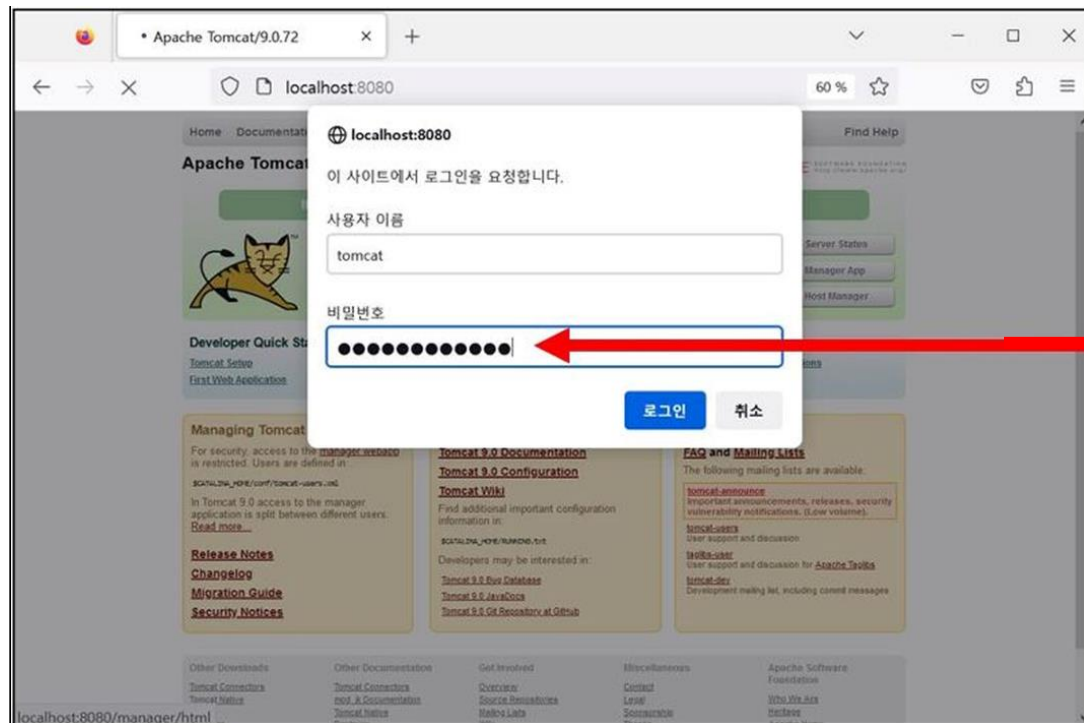 Apache Tomcat/9.0.72
localhost:8080
60 %
Home Documentati
Find Help
localhost:8080
이 사이트에서 로그인을 요청합니다.
사용자 이름
tomcat
비밀번호
로그인 취소
Apache Tomcat
Server Status
Manager App
Host Manager
Developer Quick Sta
Tomcat Setup
First Web Application
Managing Tomcat
For security, access to the manager webapp
is restricted. Users are defined in:
$CATALINA_HOME/conf/tomcat-users.xml
In Tomcat 9.0 access to the manager
application is split between different users.
Read more...
Release Notes
Changelog
Migration Guide
Security Notices
Tomcat 9.0 Documentation
Tomcat 9.0 Configuration
Tomcat Wiki
Find additional important configuration
information in:
$CATALINA_HOME/RUNNING.txt
Developers may be interested in:
Tomcat 9.0 Bug Database
Tomcat 9.0 JavaDocs
Tomcat 9.0 Git Repository at GitHub
FAQ and Mailing Lists
The following mailing lists are available:
tomcat-announce
Important announcements, releases, security
vulnerability notifications. (Low volume).
tomcat-users
User support and discussion
taglibs-user
User support and discussion for Apache Taglibs
tomcat-dev
Development mailing list, including commit messages
Other Downloads
Tomcat Connectors
Tomcat Native
Other Documentation
Tomcat Connectors
mod_jk Documentation
Tomcat Native
Get Involved
Overview
Source Repositories
Mailing Lists
Miscellaneous
Contact
Legal
Sponsorship
Apache Software
Foundation
Who We Are
Heritage
localhost:8080/manager/html